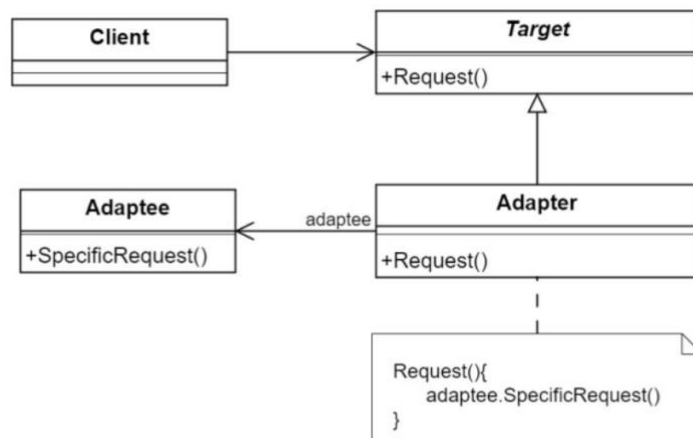 Client
Target
+Request()
Adaptee
+SpecificRequest()
adaptee
Adapter
+Request()
Request(){
adaptee.SpecificRequest()
}